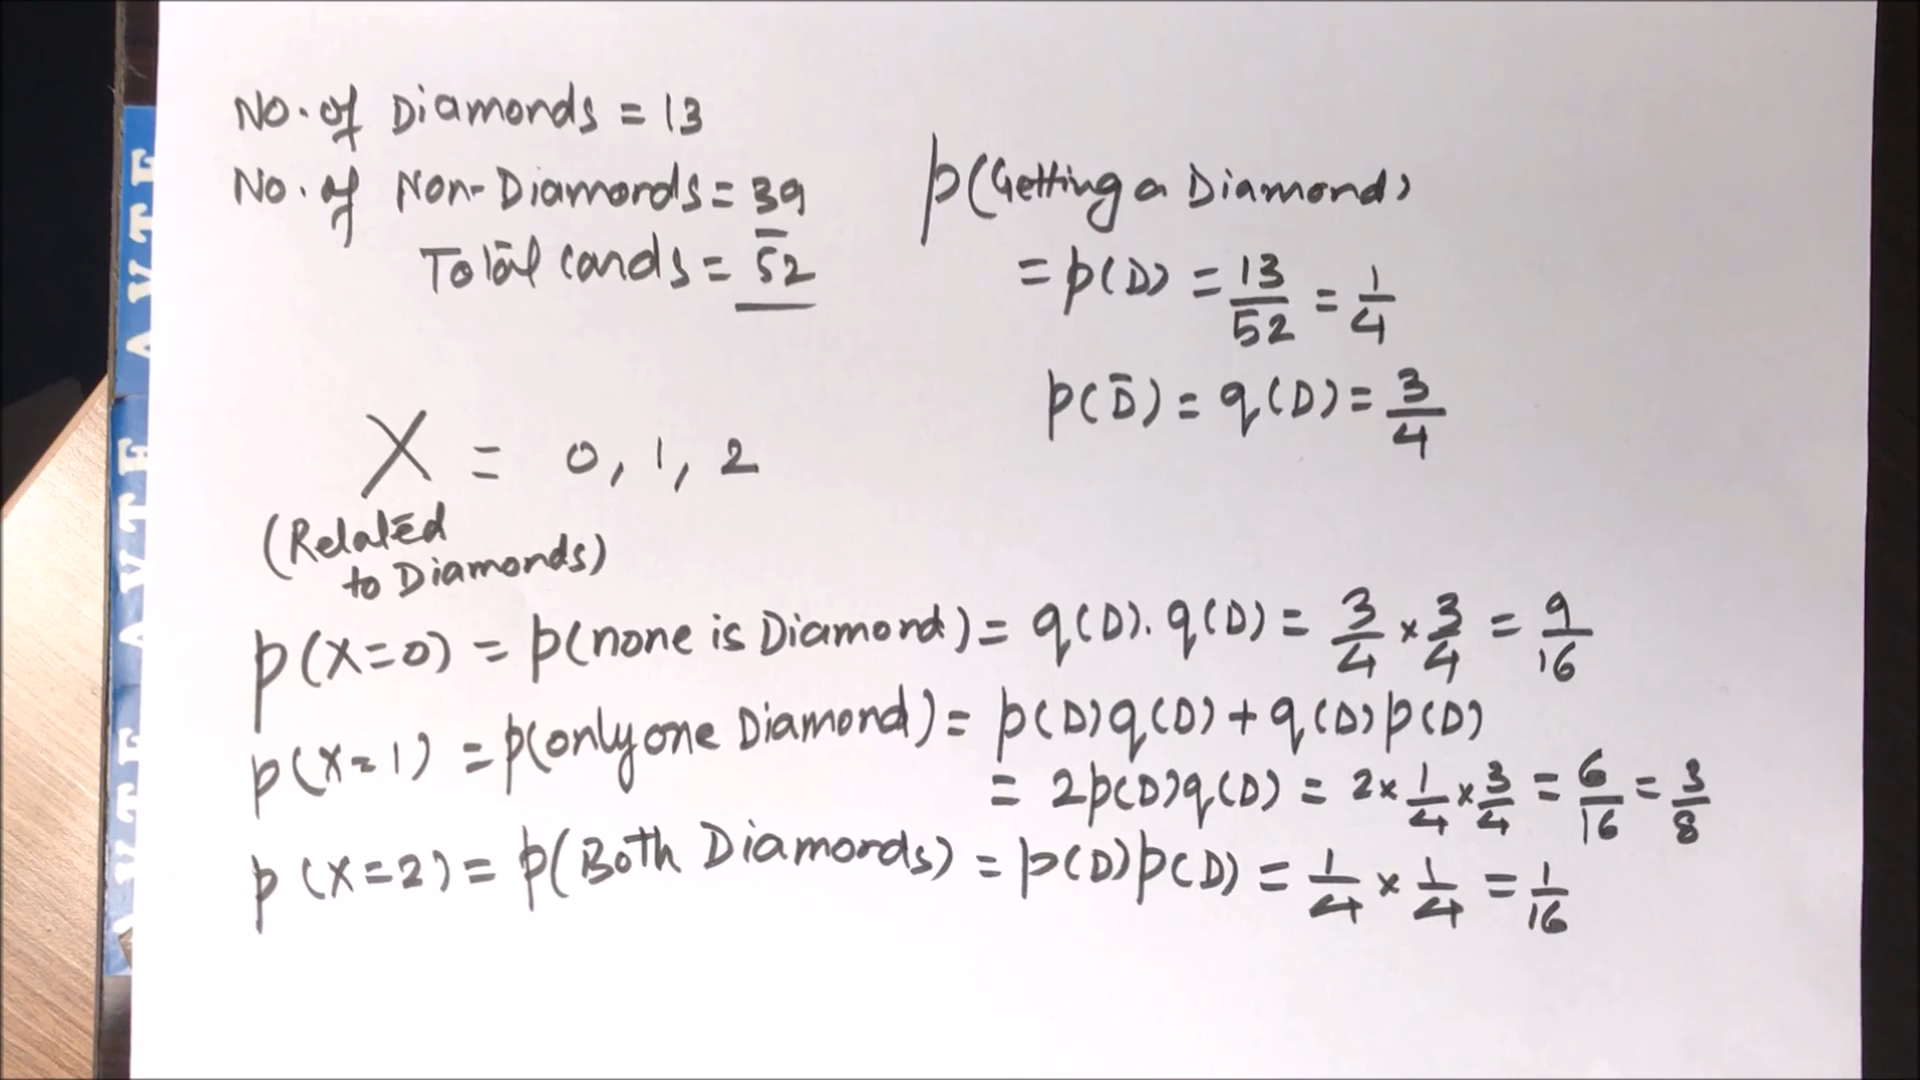 No. of Diamonds = 13
No. of Non-Diamonds = 39
Total cards = 52
p(Getting a Diamond)
= p(D) = 13/52 = 1/4
p(D̄) = q(D) = 3/4
X = 0, 1, 2
(Related
to Diamonds)
p(X=0) = p(none is Diamond) = q(D). q(D) = 3/4 × 3/4 = 9/16
p(X=1) = p(only one Diamond) = p(D)q(D) + q(D)p(D)
= 2p(D)q(D) = 2 × 1/4 × 3/4 = 6/16 = 3/8
p(X=2) = p(Both Diamonds) = p(D)p(D) = 1/4 × 1/4 = 1/16